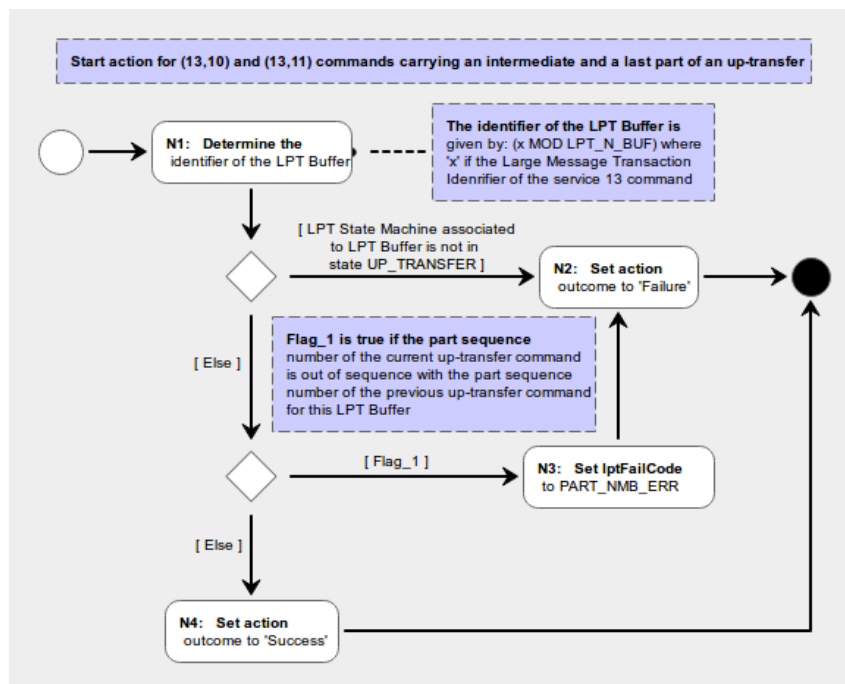 Start action for (13,10) and (13,11) commands carrying an intermediate and a last part of an up-transfer
N1: Determine the
identifier of the LPT Buffer
The identifier of the LPT Buffer is
given by: (x MOD LPT_N_BUF) where
'x' if the Large Message Transaction
Idenrifier of the service 13 command
[ LPT State Machine associated
to LPT Buffer is not in
state UP_TRANSFER ]
N2: Set action
outcome to 'Failure'
Flag_1 is true if the part sequence
number of the current up-transfer command
is out of sequence with the part sequence
number of the previous up-transfer command
for this LPT Buffer
[ Else ]
[ Flag_1 ]
N3: Set lptFailCode
to PART_NMB_ERR
[ Else ]
N4: Set action
outcome to 'Success'